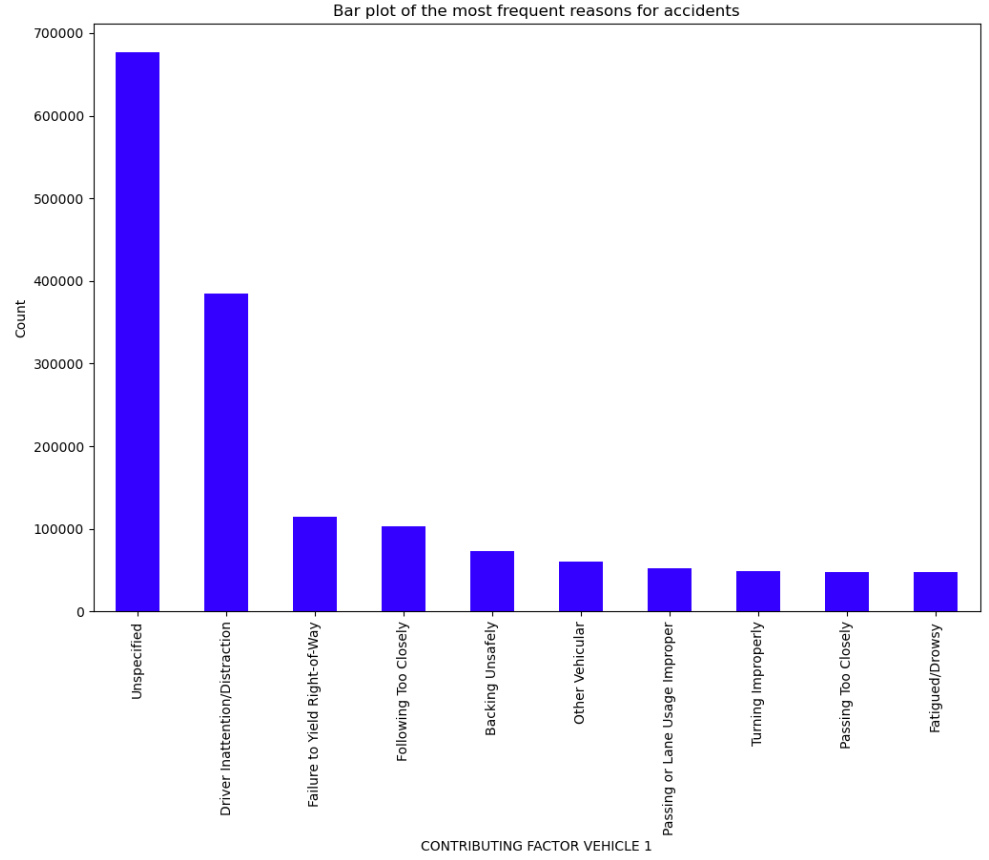 Bar plot of the most frequent reasons for accidents
700000
600000
500000
400000
300000
200000
100000
0
Count
Unspecified
Driver Inattention/Distraction
Failure to Yield Right-of-Way
Following Too Closely
Backing Unsafely
Other Vehicular
Passing or Lane Usage Improper
Turning Improperly
Passing Too Closely
Fatigued/Drowsy
CONTRIBUTING FACTOR VEHICLE 1